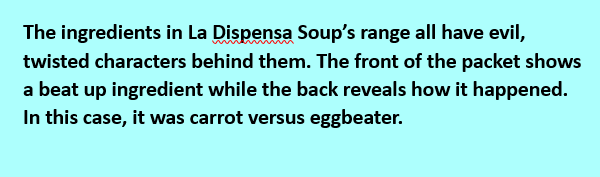 The ingredients in La Dispensa Soup’s range all have evil,
twisted characters behind them. The front of the packet shows
a beat up ingredient while the back reveals how it happened.
In this case, it was carrot versus eggbeater.